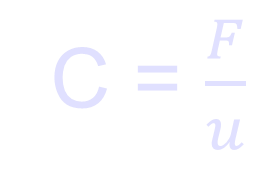 C = F/u